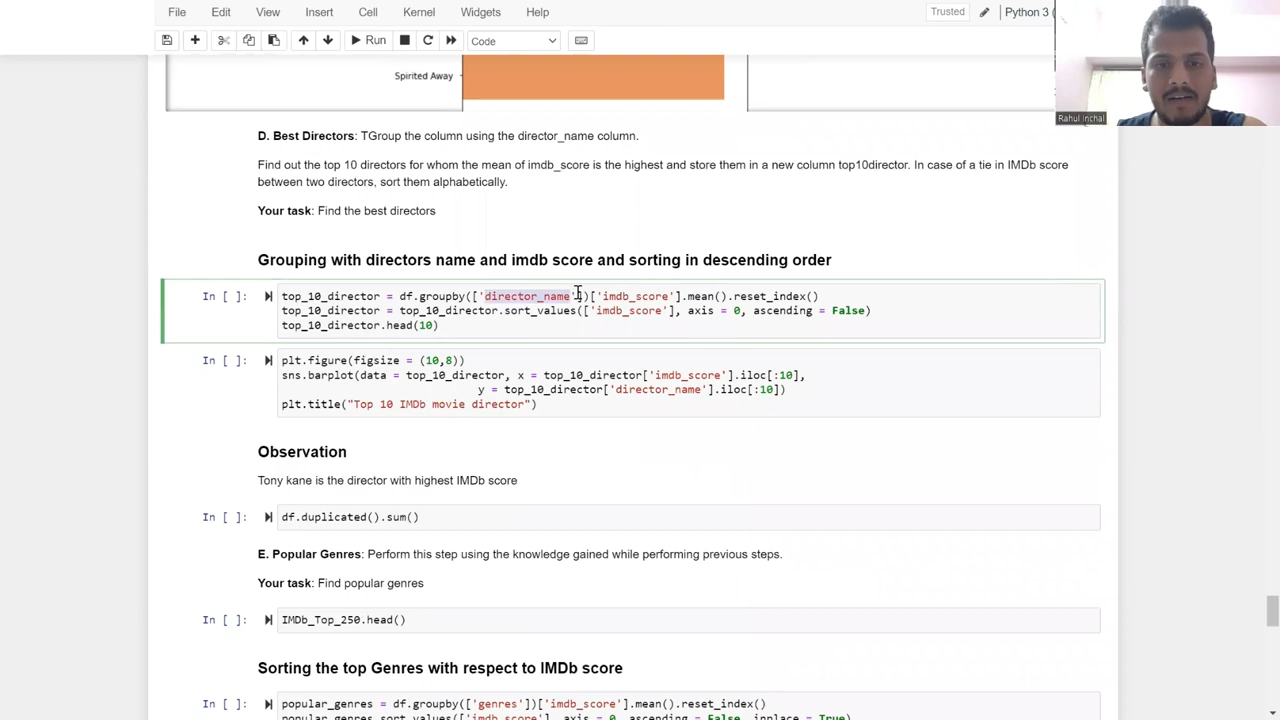 File Edit View Insert Cell Kernel Widgets Help Trusted Python 3 (
Run Code
Spirited Away
Rahul Inchal
D. Best Directors: TGroup the column using the director_name column.
Find out the top 10 directors for whom the mean of imdb_score is the highest and store them in a new column top10director. In case of a tie in IMDb score
between two directors, sort them alphabetically.
Your task: Find the best directors
Grouping with directors name and imdb score and sorting in descending order
In [ ]: top_10_director = df.groupby(['director_name'])['imdb_score'].mean().reset_index()
top_10_director = top_10_director.sort_values(['imdb_score'], axis = 0, ascending = False)
top_10_director.head(10)
In [ ]: plt.figure(figsize = (10,8))
sns.barplot(data = top_10_director, x = top_10_director['imdb_score'].iloc[:10],
y = top_10_director['director_name'].iloc[:10])
plt.title("Top 10 IMDb movie director")
Observation
Tony kane is the director with highest IMDb score
In [ ]: df.duplicated().sum()
E. Popular Genres: Perform this step using the knowledge gained while performing previous steps.
Your task: Find popular genres
In [ ]: IMDb_Top_250.head()
Sorting the top Genres with respect to IMDb score
In [ ]: popular_genres = df.groupby(['genres'])['imdb_score'].mean().reset_index()
popular_genres.sort_values(['imdb_score'], axis = 0, ascending = False, inplace = True)